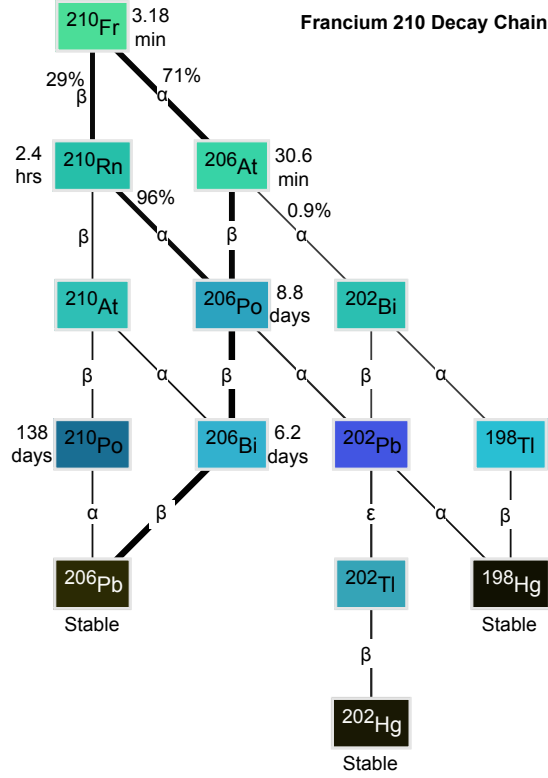 Francium 210 Decay Chain
²¹⁰Fr
3.18
min
29%
β
71%
α
2.4
hrs
²¹⁰Rn
²⁰⁶At
30.6
min
96%
0.9%
β
α
β
α
²¹⁰At
²⁰⁶Po
8.8
days
²⁰²Bi
β
α
β
α
β
α
138
days
²¹⁰Po
²⁰⁶Bi
6.2
days
²⁰²Pb
¹⁹⁸Tl
α
β
ε
α
β
²⁰⁶Pb
Stable
²⁰²Tl
¹⁹⁸Hg
Stable
β
²⁰²Hg
Stable